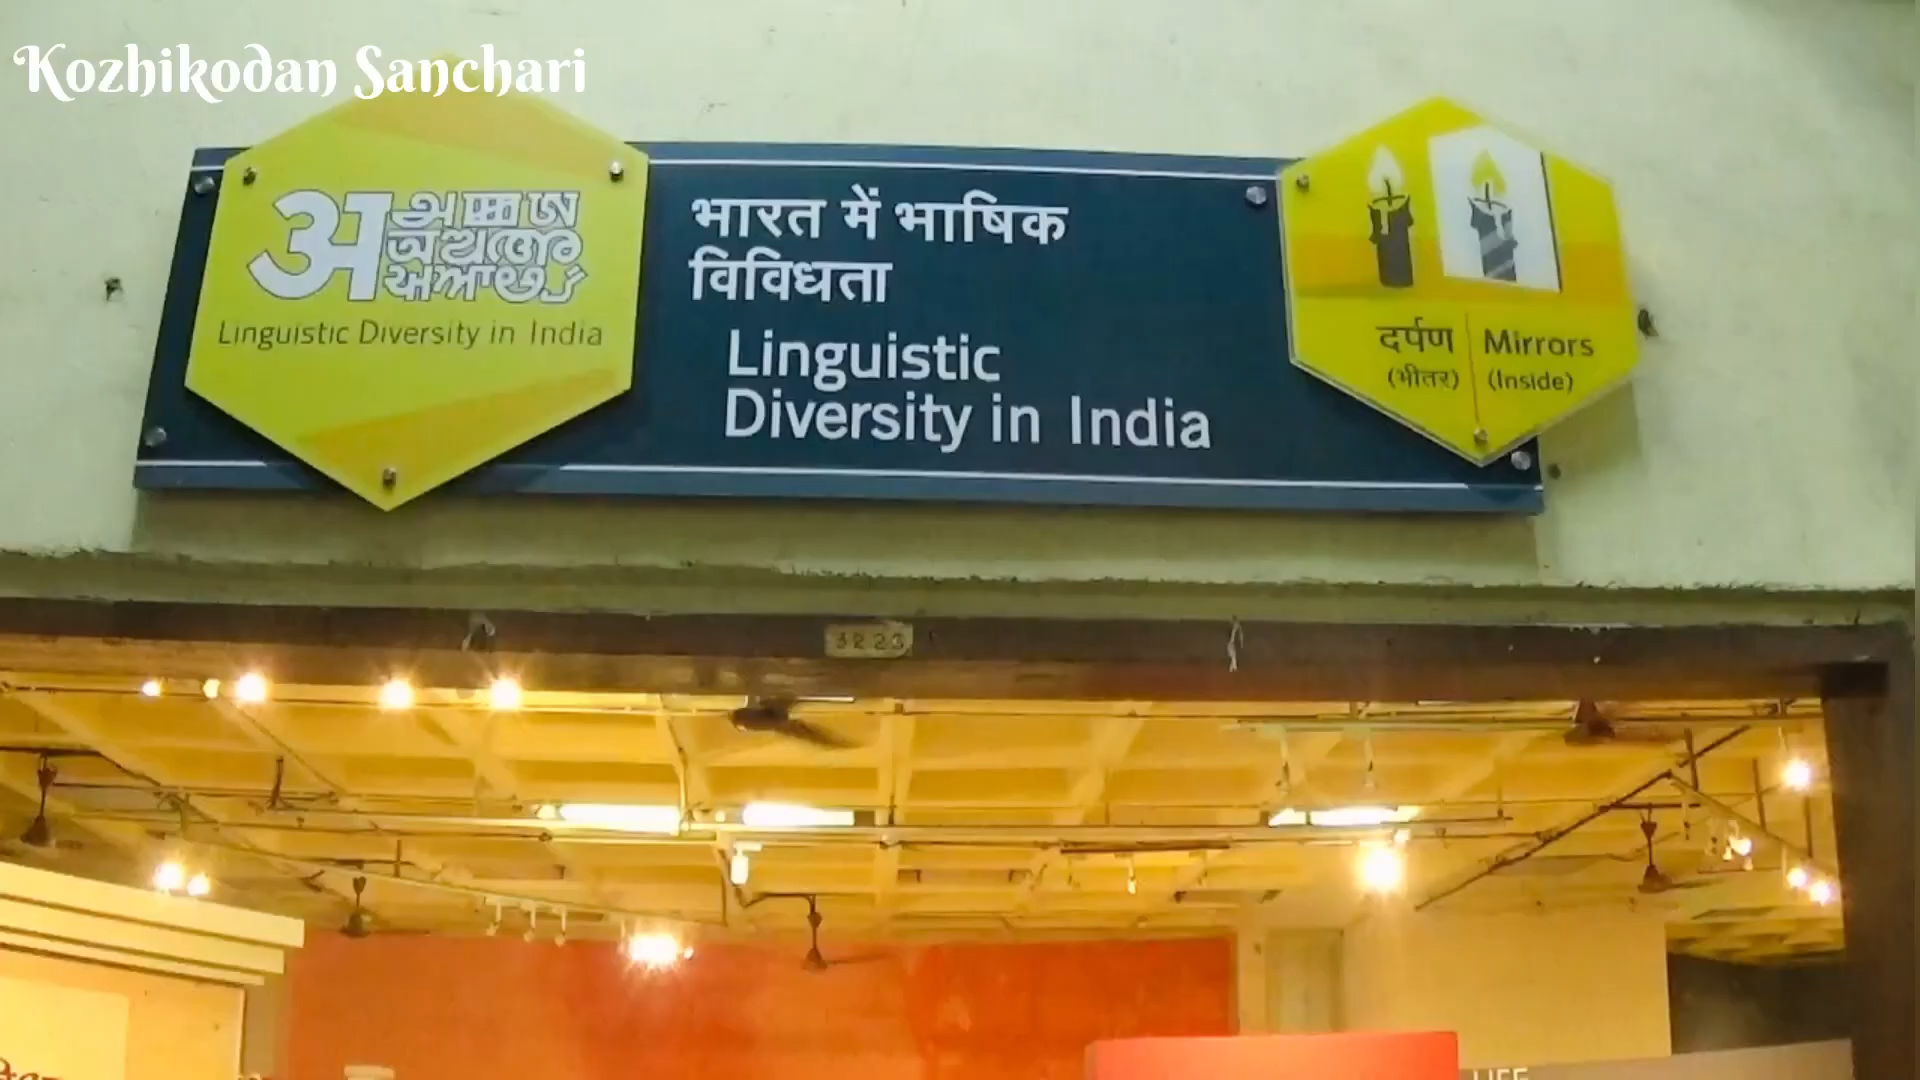 Kozhikodan Sanchari
अ
Linguistic Diversity in India
भारत में भाषिक
विविधता
Linguistic
Diversity in India
दर्पण
(भीतर)
Mirrors
(Inside)
3223